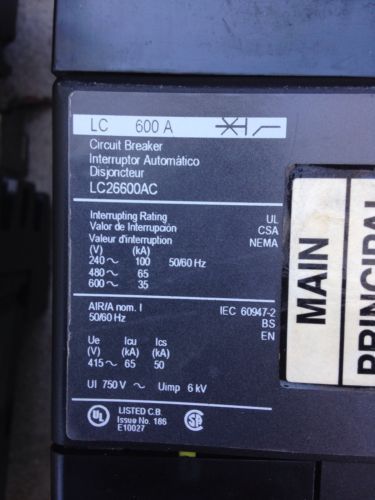 LC 600 A
Circuit Breaker
Interruptor Automático
Disjoncteur
LC26600AC
Interrupting Rating UL
Valor de Interrupción CSA
Valeur d'interruption NEMA
(V) (kA)
240 ~ 100 50/60 Hz
480 ~ 65
600 ~ 35
AIR/A nom. I IEC 60947-2
50/60 Hz BS
EN
Ue Icu Ics
(V) (kA) (kA)
415 ~ 65 50
UI 750 V ~ Uimp 6 kV
UL LISTED C.B. SP
Issue No. 186
E10027
MAIN
PRINCIPAL